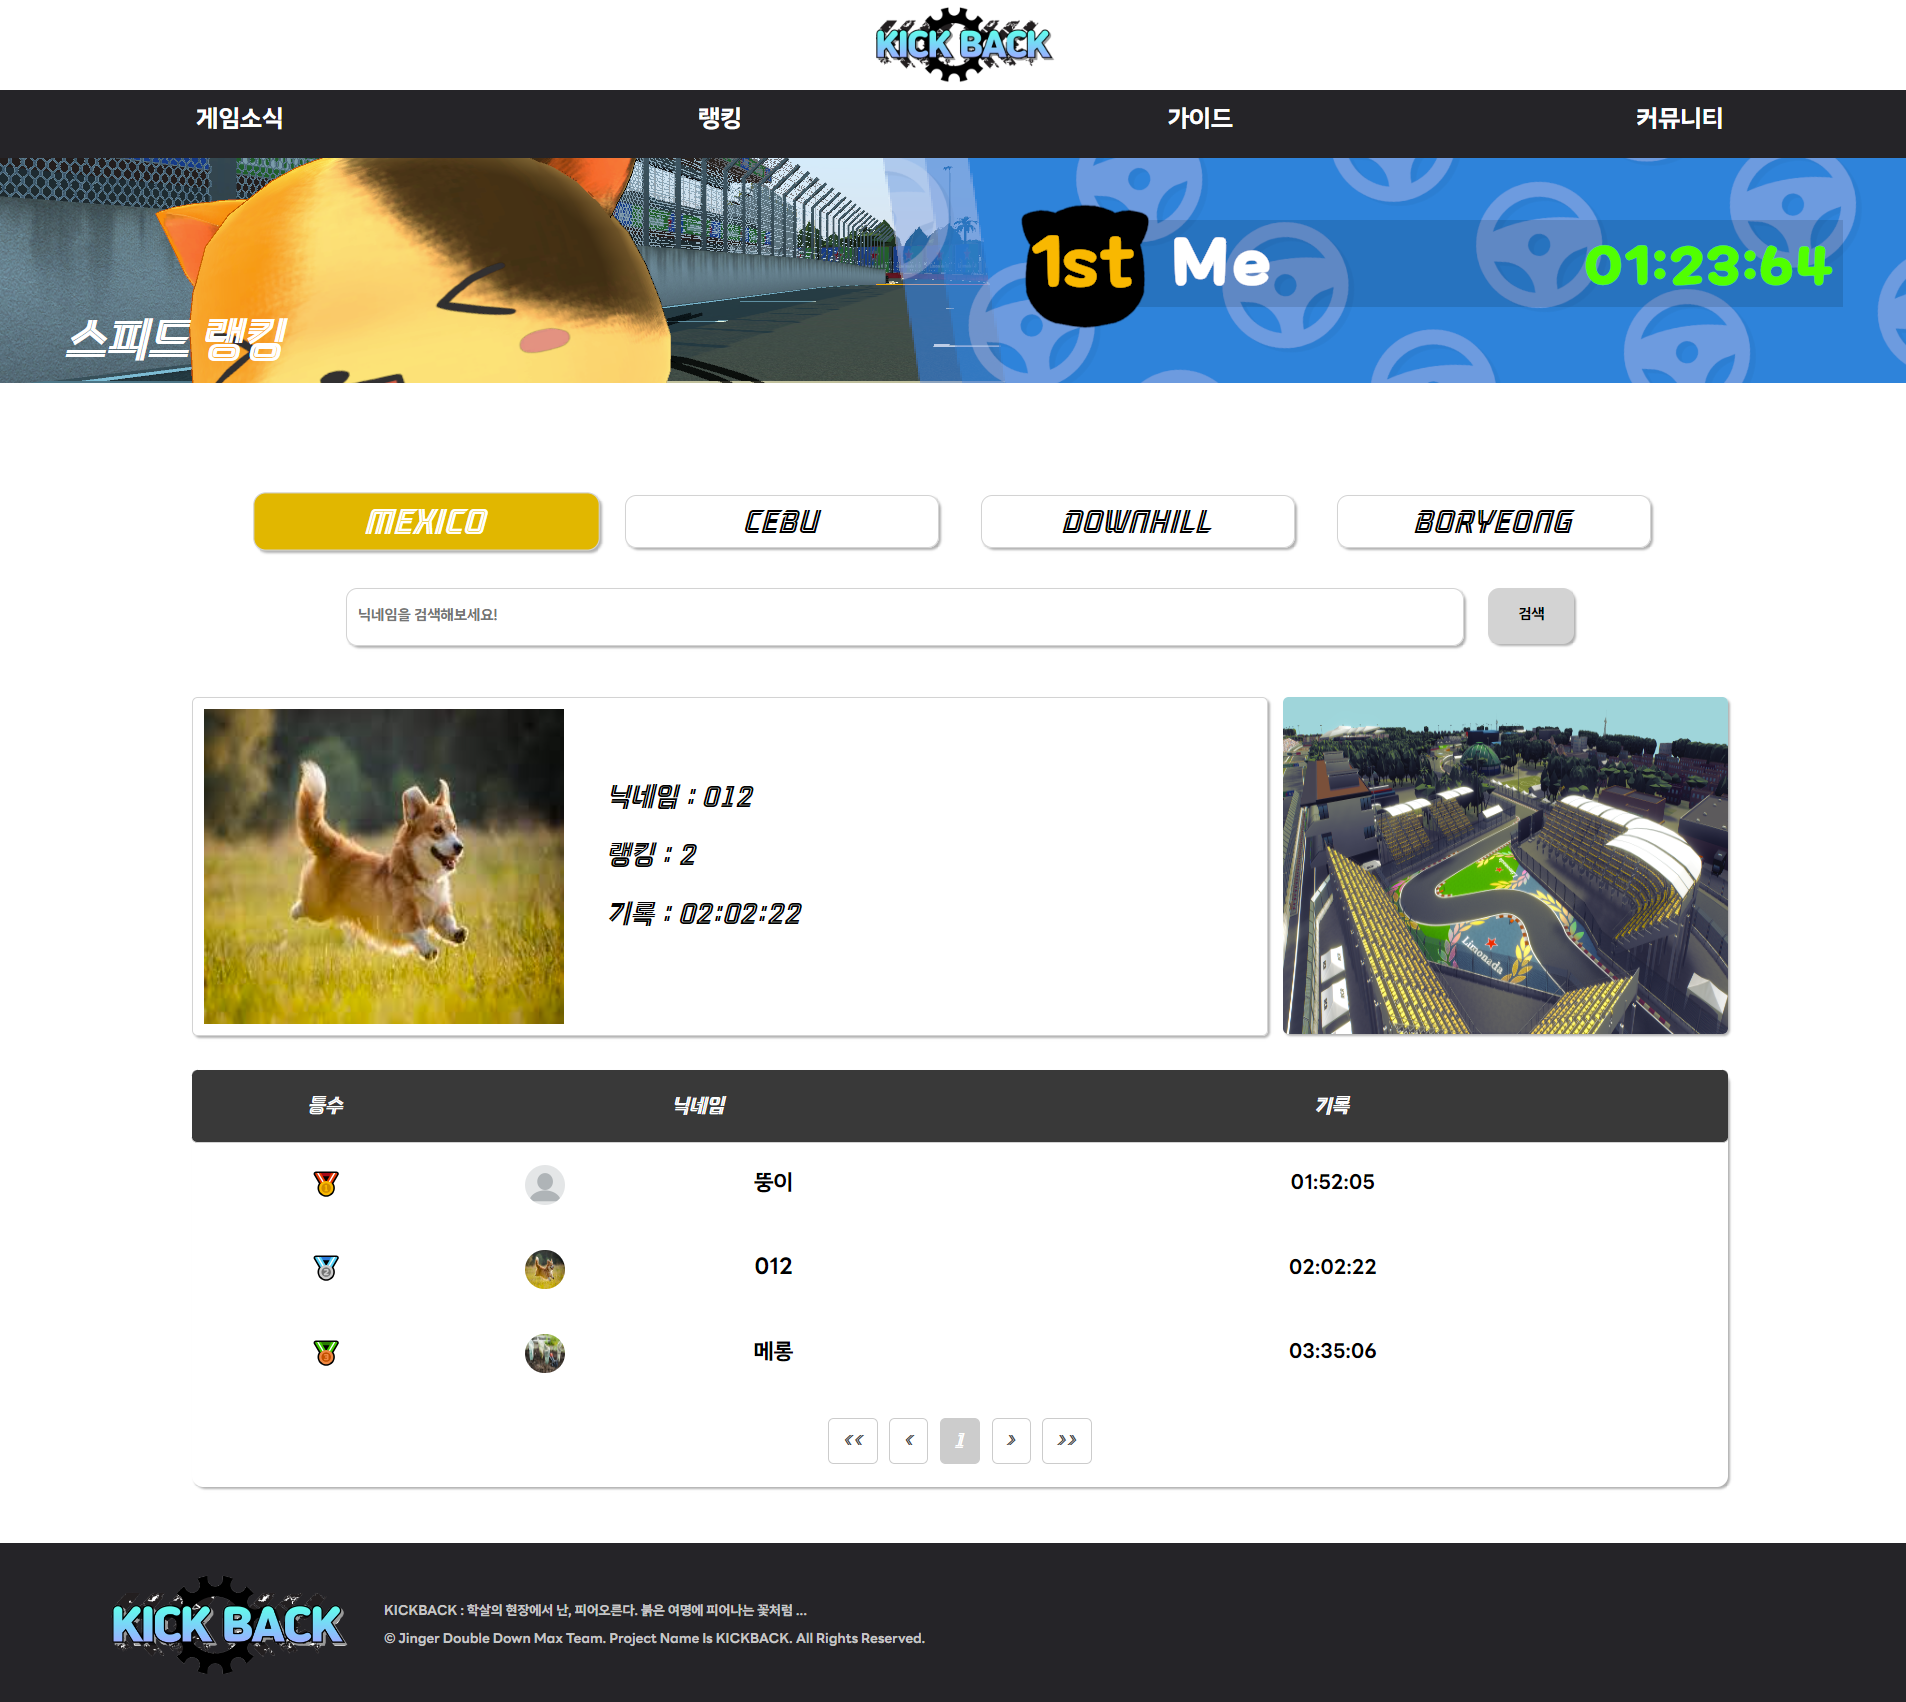 KICK BACK
게임소식
랭킹
가이드
커뮤니티
스피드 랭킹
1st Me 01:23:64
MEXICO
CEBU
DOWNHILL
BORYEONG
닉네임을 검색해보세요!
검색
닉네임 : 012
랭킹 : 2
기록 : 02:02:22
Limonada
등수 닉네임 기록
1 뚱이 01:52:05
2 012 02:02:22
3 메롱 03:35:06
<< < 1 > >>
KICK BACK
KICKBACK : 학살의 현장에서 난, 피어오른다. 붉은 여명에 피어나는 꽃처럼 ...
© Jinger Double Down Max Team. Project Name Is KICKBACK. All Rights Reserved.